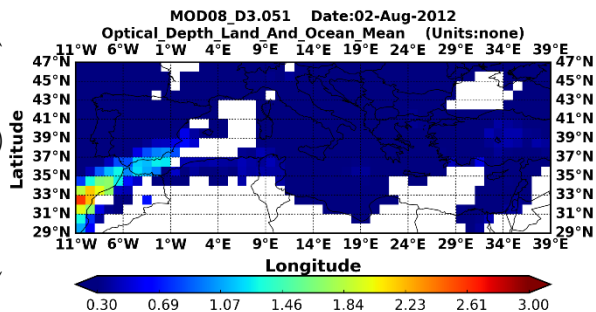 MOD08_D3.051 Date:02-Aug-2012
Optical_Depth_Land_And_Ocean_Mean (Units:none)
11°W 6°W 1°W 4°E 9°E 14°E 19°E 24°E 29°E 34°E 39°E
47°N 47°N
45°N 45°N
43°N 43°N
41°N 41°N
39°N 39°N
37°N 37°N
35°N 35°N
33°N 33°N
31°N 31°N
29°N 29°N
Latitude
11°W 6°W 1°W 4°E 9°E 14°E 19°E 24°E 29°E 34°E 39°E
Longitude
0.30 0.69 1.07 1.46 1.84 2.23 2.61 3.00